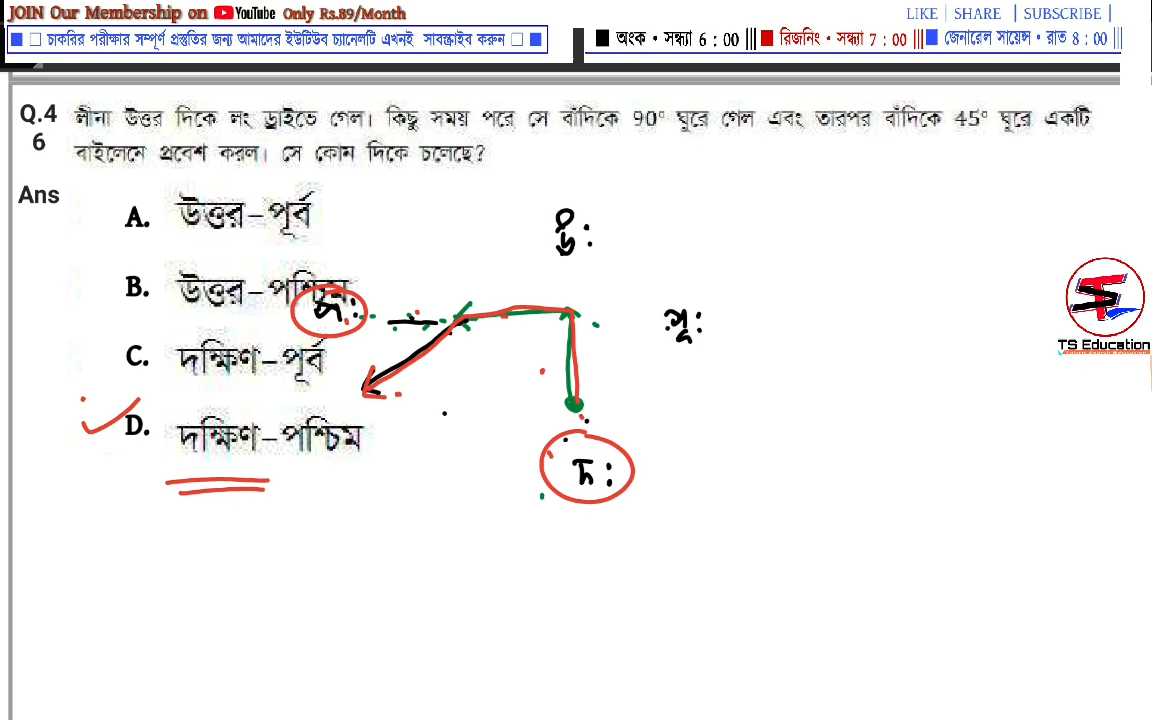 JOIN Our Membership on YouTube Only Rs.89/Month
LIKE | SHARE | SUBSCRIBE |
■ □ চাকরির পরীক্ষার সম্পূর্ণ প্রস্তুতির জন্য আমাদের ইউটিউব চ্যানেলটি এখনই সাবস্ক্রাইব করুন □ ■
■ অংক • সন্ধ্যা 6 : 00 ||| ■ রিজনিং • সন্ধ্যা 7 : 00 ||| ■ জেনারেল সায়েন্স • রাত 8 : 00 |||
Q.4 লীনা উত্তর দিকে লং ড্রাইভে গেল। কিছু সময় পরে সে বাঁদিকে 90° ঘুরে গেল এবং তারপর বাঁদিকে 45° ঘুরে একটি
6 বাইলেনে প্রবেশ করল। সে কোন দিকে চলেছে?
Ans
A. উত্তর-পূর্ব
উ:
B. উত্তর-পশ্চিম
প:
পূ:
TS Education
C. দক্ষিণ-পূর্ব
D. দক্ষিণ-পশ্চিম
দ: